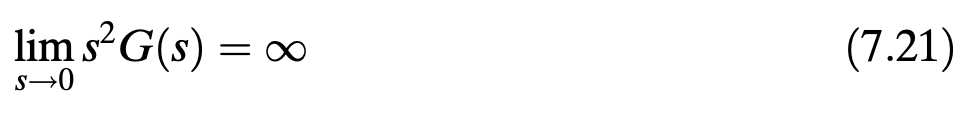 lim s²G(s) = ∞ (7.21)
s→0